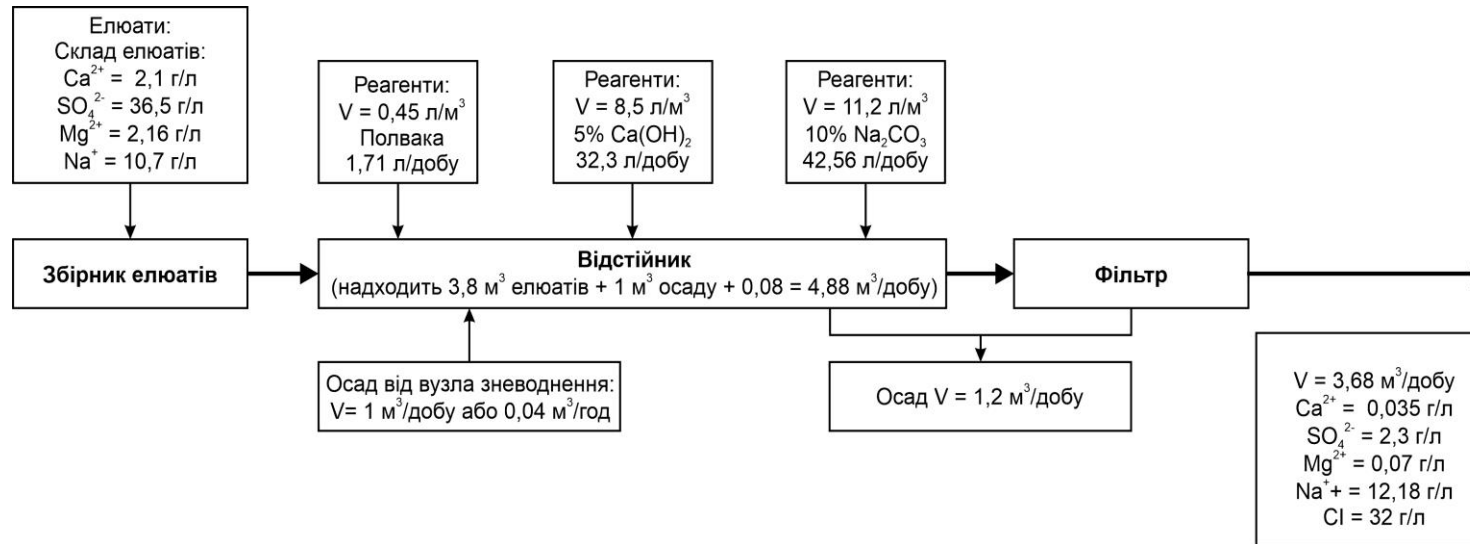 Елюати:
Склад елюатів:
Ca²⁺ = 2,1 г/л
SO₄²⁻ = 36,5 г/л
Mg²⁺ = 2,16 г/л
Na⁺ = 10,7 г/л
Реагенти:
V = 0,45 л/м³
Полвака
1,71 л/добу
Реагенти:
V = 8,5 л/м³
5% Ca(OH)₂
32,3 л/добу
Реагенти:
V = 11,2 л/м³
10% Na₂CO₃
42,56 л/добу
Збірник елюатів
Відстійник
(надходить 3,8 м³ елюатів + 1 м³ осаду + 0,08 = 4,88 м³/добу)
Фільтр
Осад від вузла зневоднення:
V= 1 м³/добу або 0,04 м³/год
Осад V = 1,2 м³/добу
V = 3,68 м³/добу
Ca²⁺ = 0,035 г/л
SO₄²⁻ = 2,3 г/л
Mg²⁺ = 0,07 г/л
Na⁺+ = 12,18 г/л
Cl = 32 г/л